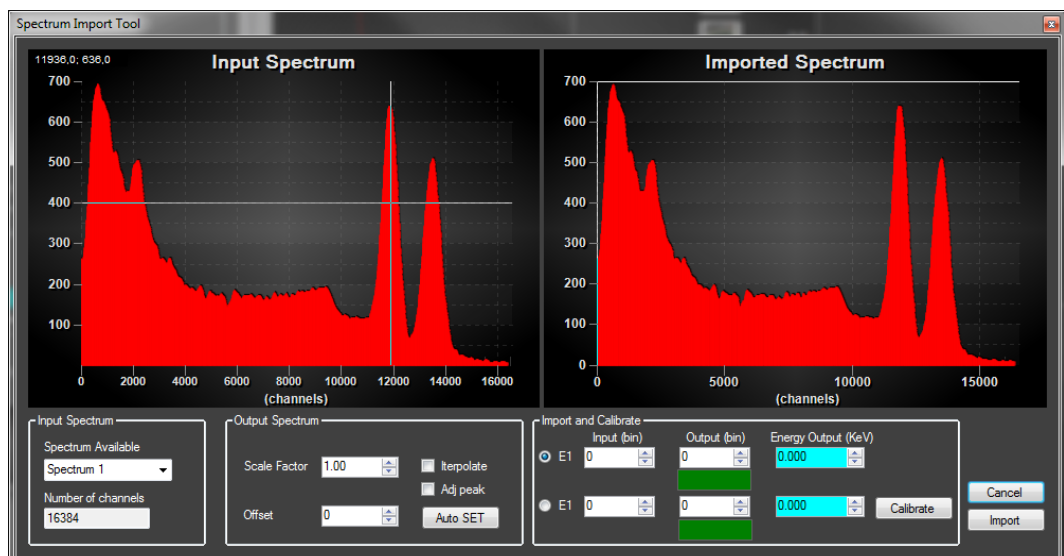 Spectrum Import Tool
11936,0; 636,0
Input Spectrum
700
600
500
400
300
200
100
0
2000
4000
6000
8000
10000
12000
14000
16000
(channels)
Imported Spectrum
700
600
500
400
300
200
100
0
0
5000
10000
15000
(channels)
Input Spectrum
Spectrum Available
Spectrum 1
Number of channels
16384
Output Spectrum
Scale Factor 1.00 Iterpolate
Adj peak
Offset 0 Auto SET
Import and Calibrate
Input (bin) Output (bin) Energy Output (KeV)
E1 0 0 0.000
E1 0 0 0.000 Calibrate
Cancel
Import